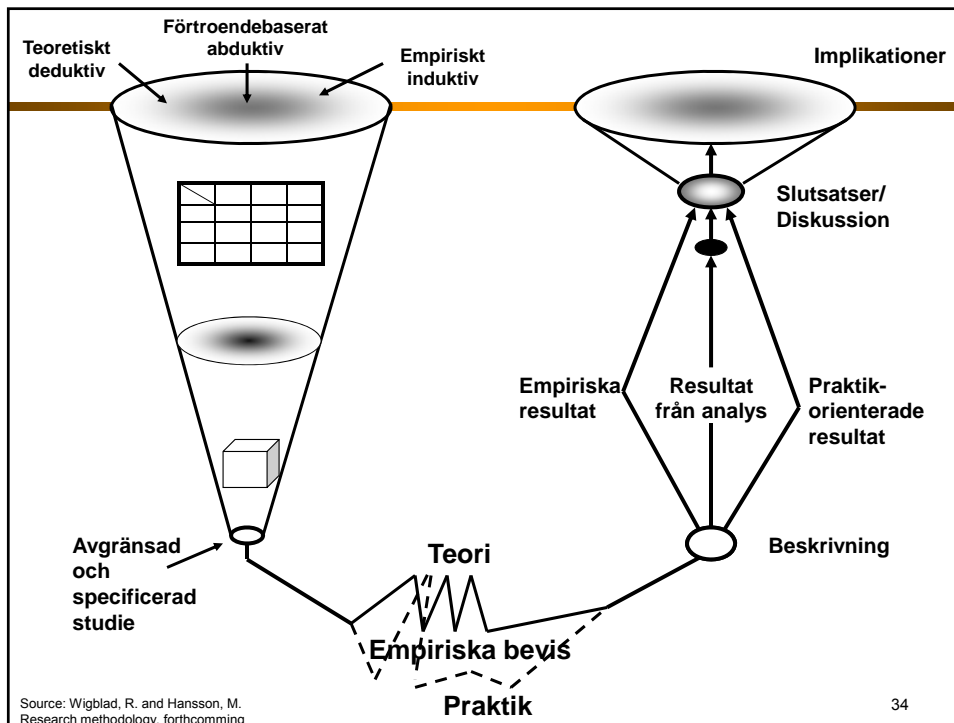 Förtroendebaserat
abduktiv
Teoretiskt
deduktiv
Empiriskt
induktiv
Implikationer
Slutsatser/
Diskussion
Empiriska
resultat
Resultat
från analys
Praktik-
orienterade
resultat
Avgränsad
och
specificerad
studie
Teori
Beskrivning
Empiriska bevis
Praktik
Source: Wigblad, R. and Hansson, M.
Research methodology, forthcomming
34